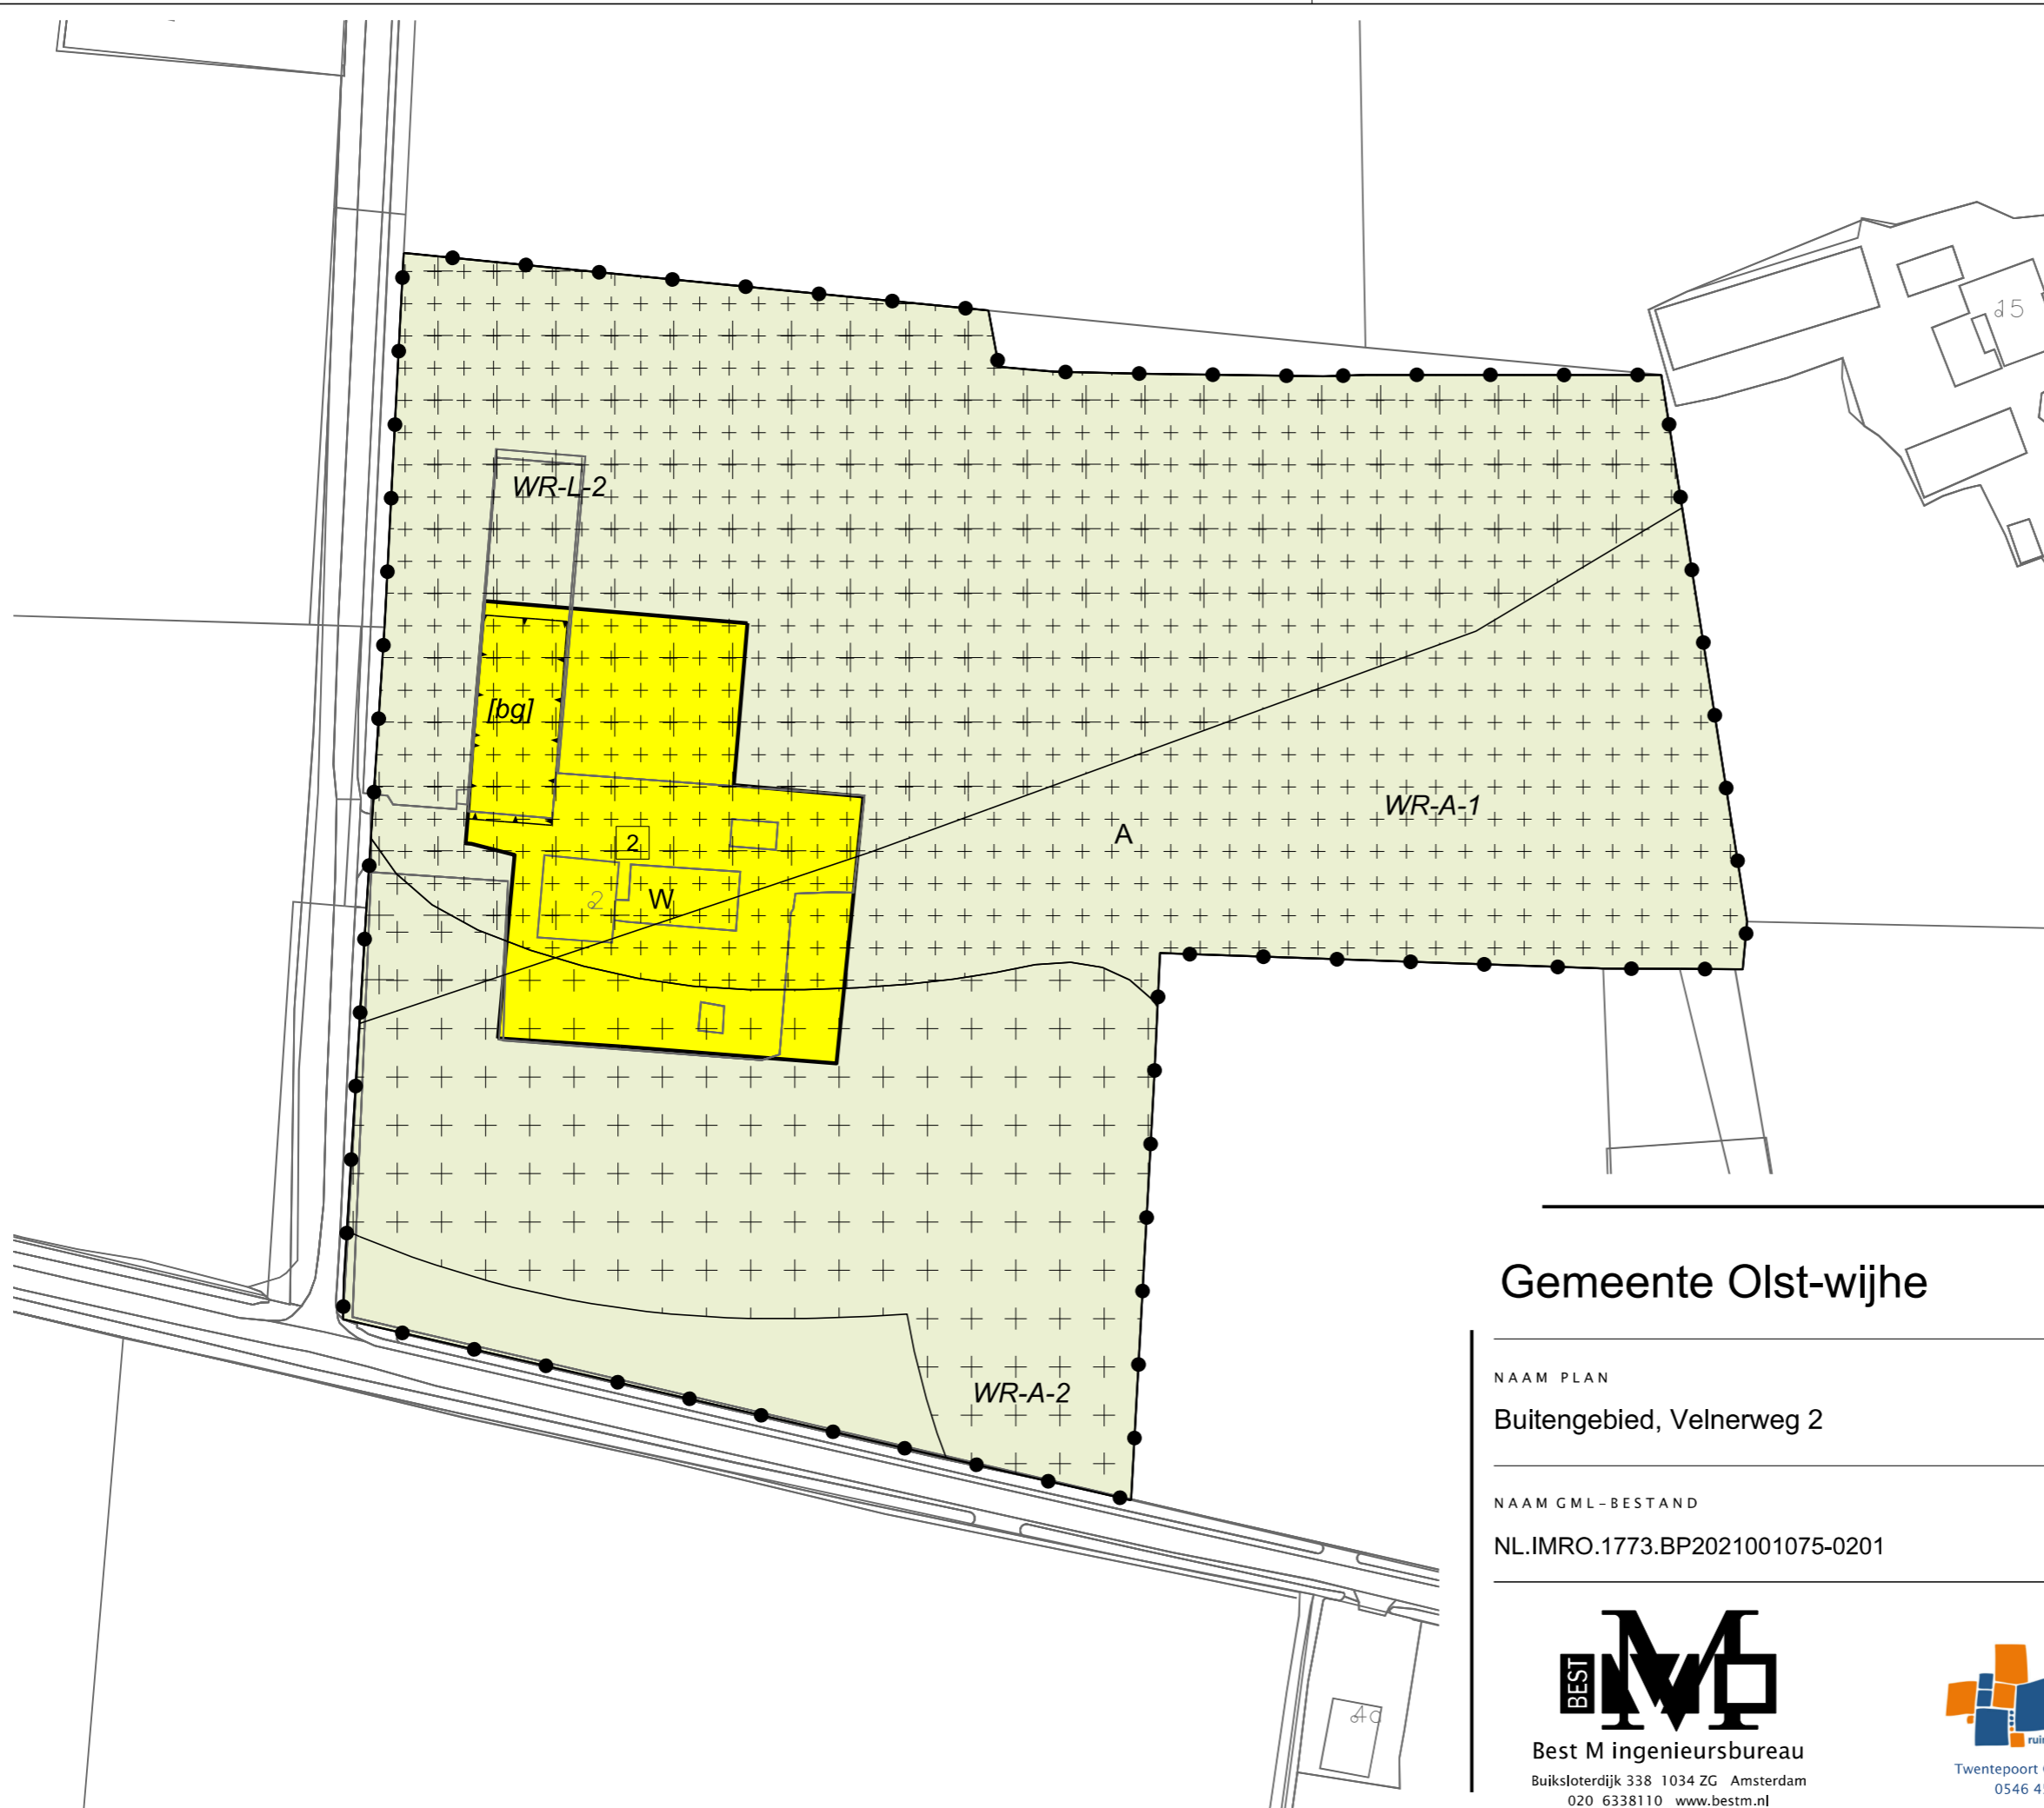 15
WR-L-2
[bg]
WR-A-1
A
2
2
W
WR-A-2
Gemeente Olst-wijhe
NAAM PLAN
Buitengebied, Velnerweg 2
NAAM GML-BESTAND
NL.IMRO.1773.BP2021001075-0201
BEST
M
4a
Best M ingenieursbureau
Buiksloterdijk 338 1034 ZG Amsterdam
020 6338110 www.bestm.nl
Twentepoort
0546